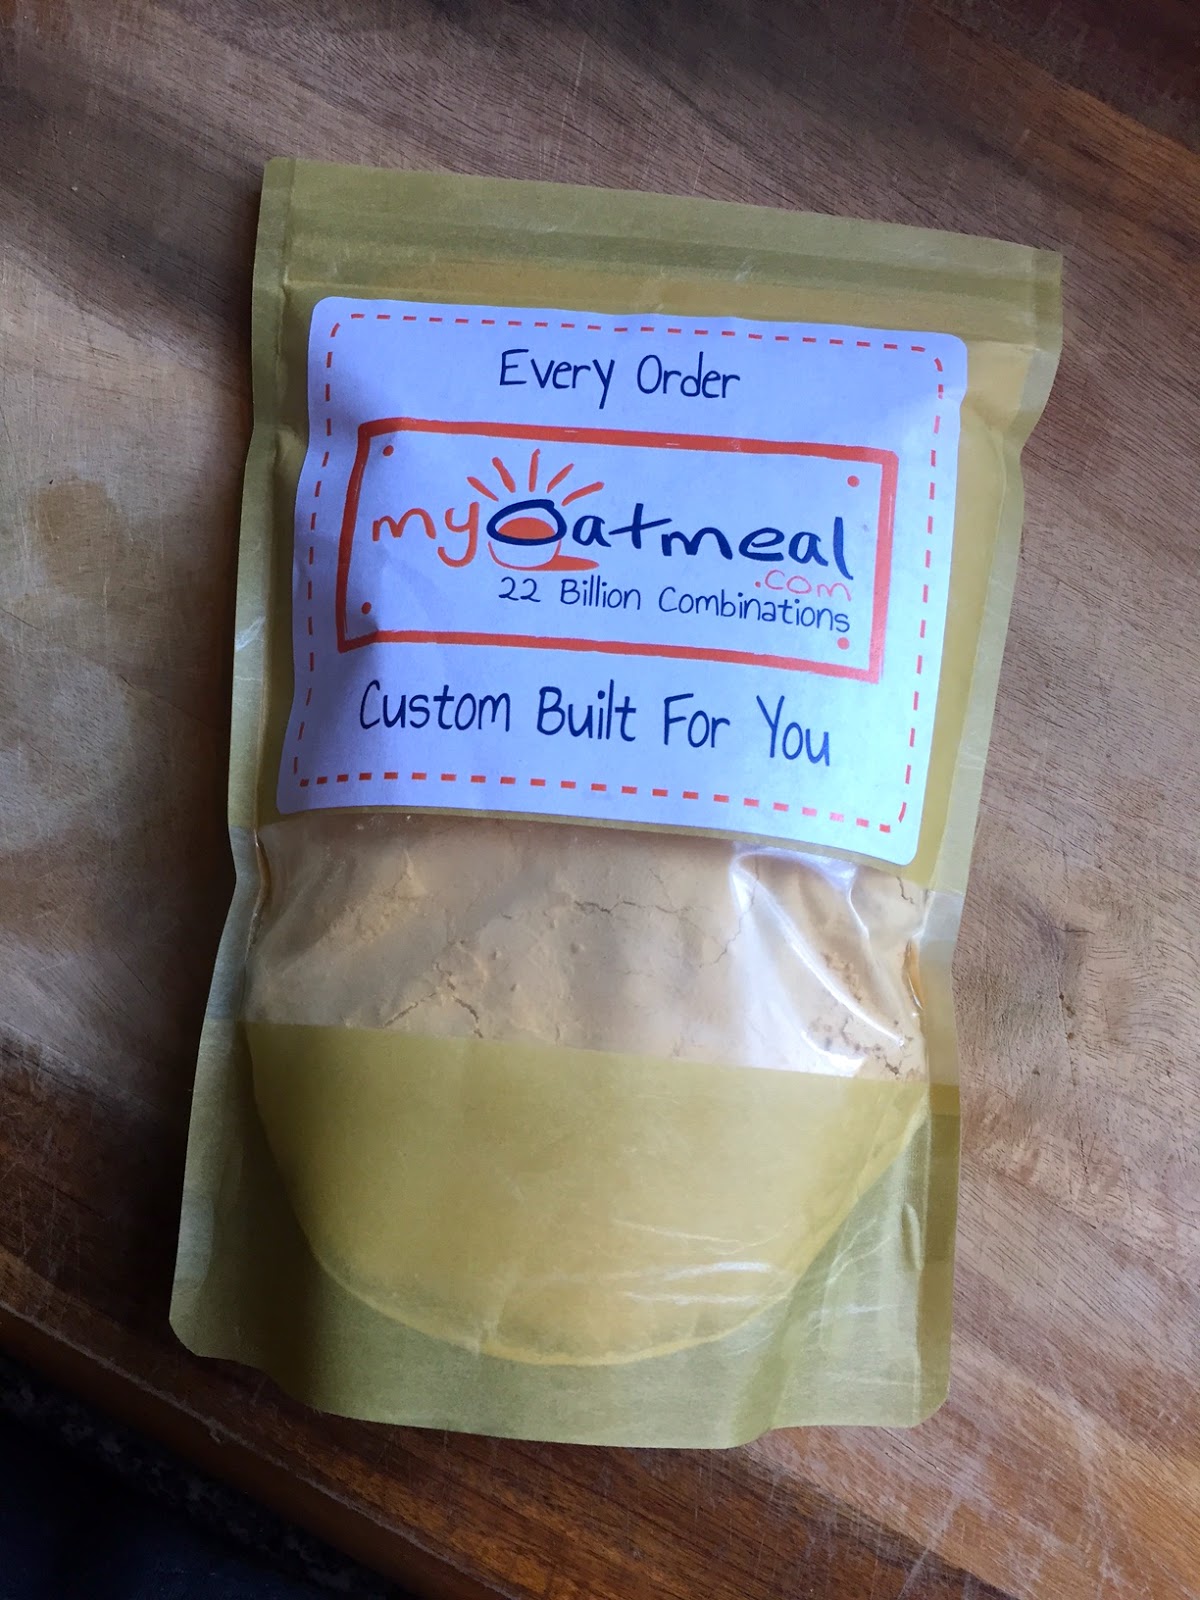 Every Order
myOatmeal
.com
22 Billion Combinations
Custom Built For You